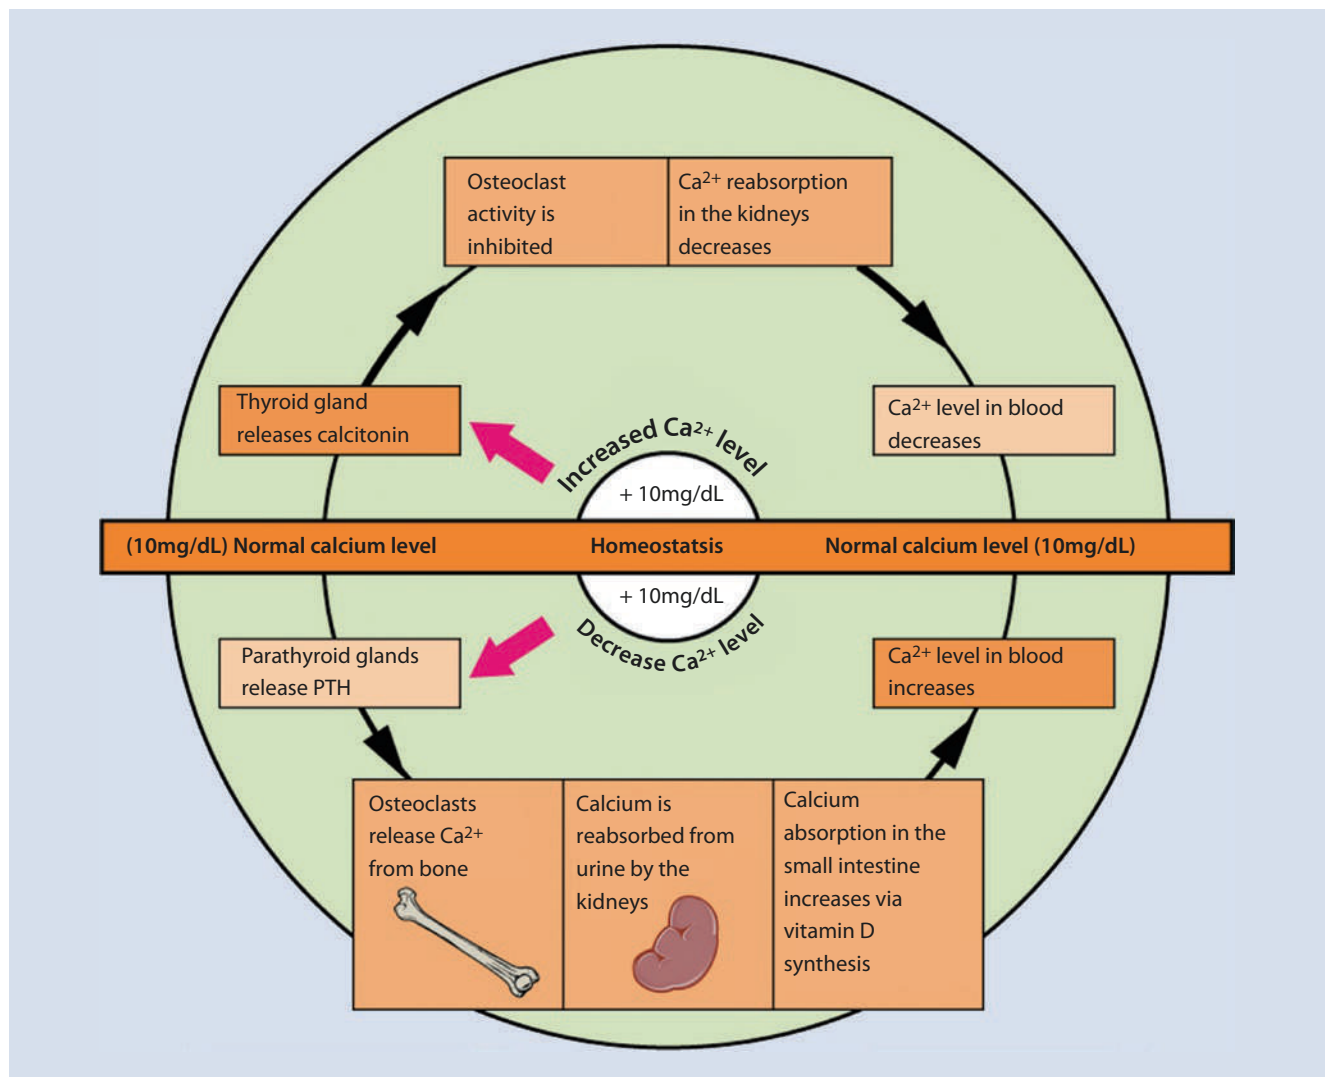 Osteoclast
activity is
inhibited
Ca2+ reabsorption
in the kidneys
decreases
Thyroid gland
releases calcitonin
Ca2+ level in blood
decreases
Increased Ca2+ level
+ 10mg/dL
(10mg/dL) Normal calcium level
Homeostatsis
Normal calcium level (10mg/dL)
+ 10mg/dL
Decrease Ca2+ level
Parathyroid glands
release PTH
Ca2+ level in blood
increases
Osteoclasts
release Ca2+
from bone
Calcium is
reabsorbed from
urine by the
kidneys
Calcium
absorption in the
small intestine
increases via
vitamin D
synthesis